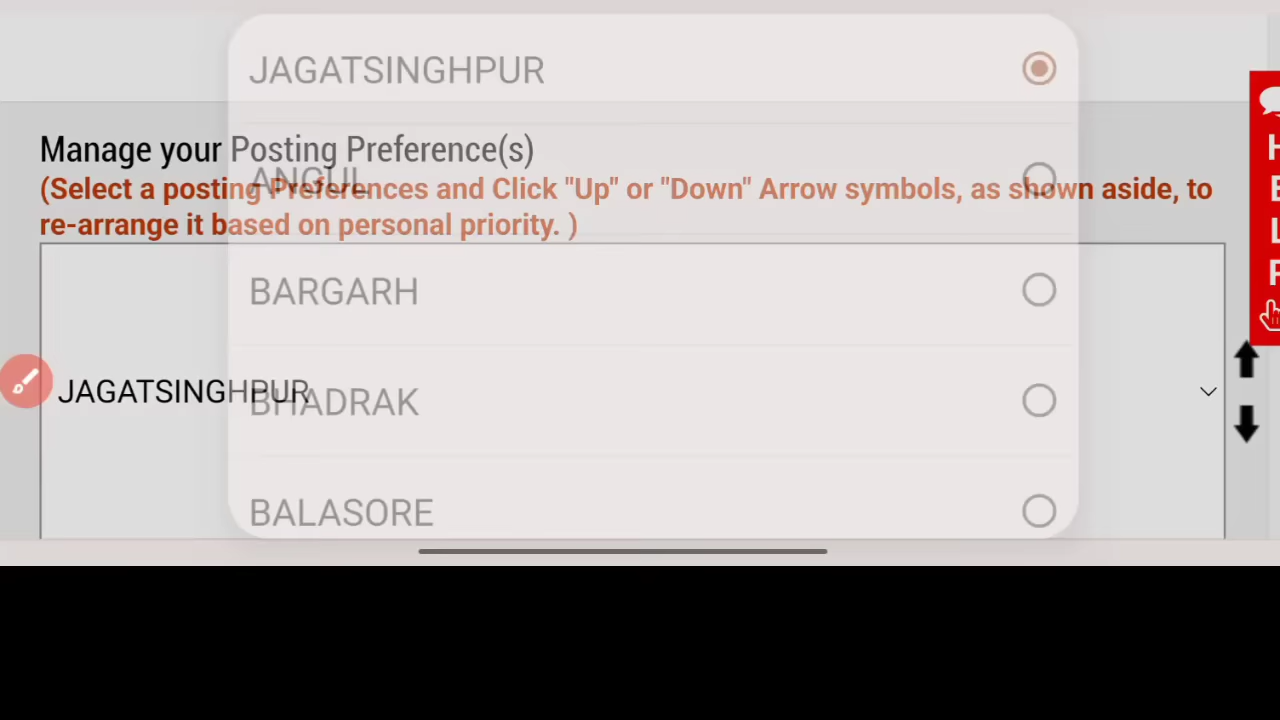 JAGATSINGHPUR
Manage your Posting Preference(s)
ANGUL
(Select a posting Preferences and Click "Up" or "Down" Arrow symbols, as shown aside, to
re-arrange it based on personal priority. )
BARGARH
JAGATSINGHPUR
BHADRAK
BALASORE
H
E
L
P